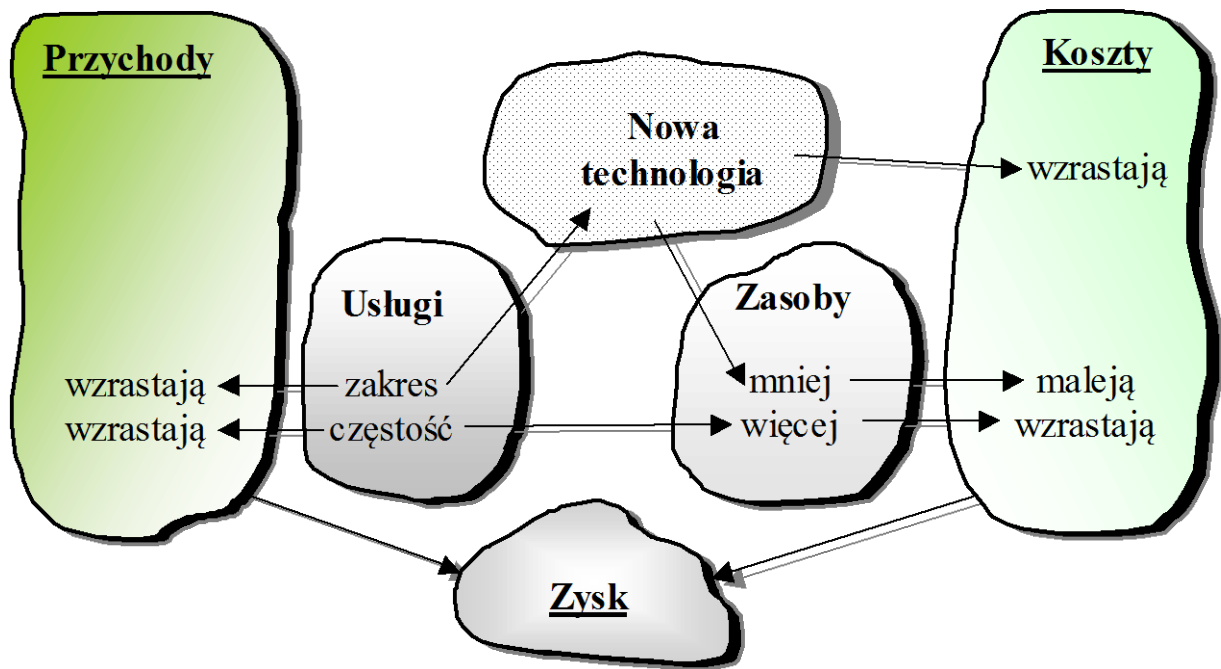 Przychody
Koszty
Nowa
technologia
wzrastają
Usługi
Zasoby
wzrastają
zakres
mniej
maleją
wzrastają
częstość
więcej
wzrastają
Zysk